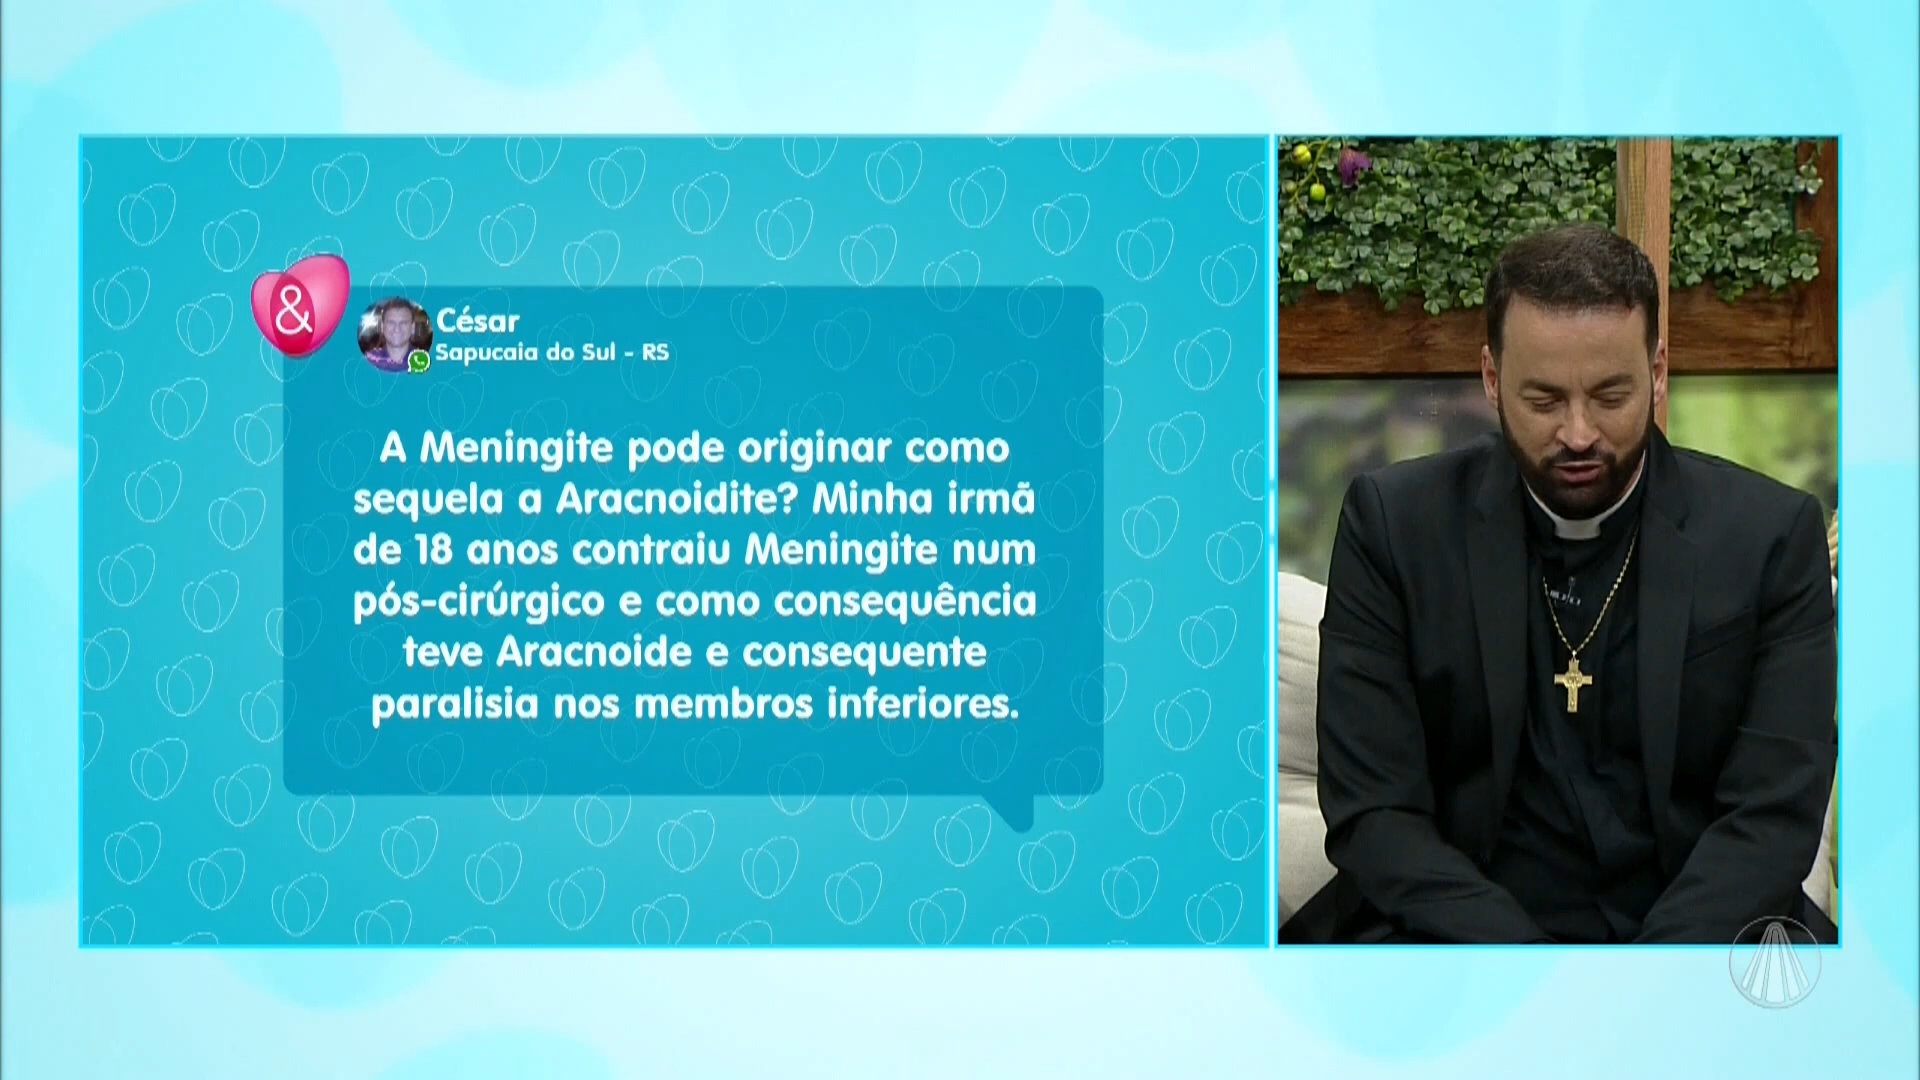 &
César
Sapucaia do Sul - RS
A Meningite pode originar como
sequela a Aracnoidite? Minha irmã
de 18 anos contraiu Meningite num
pós-cirúrgico e como consequência
teve Aracnoide e consequente
paralisia nos membros inferiores.